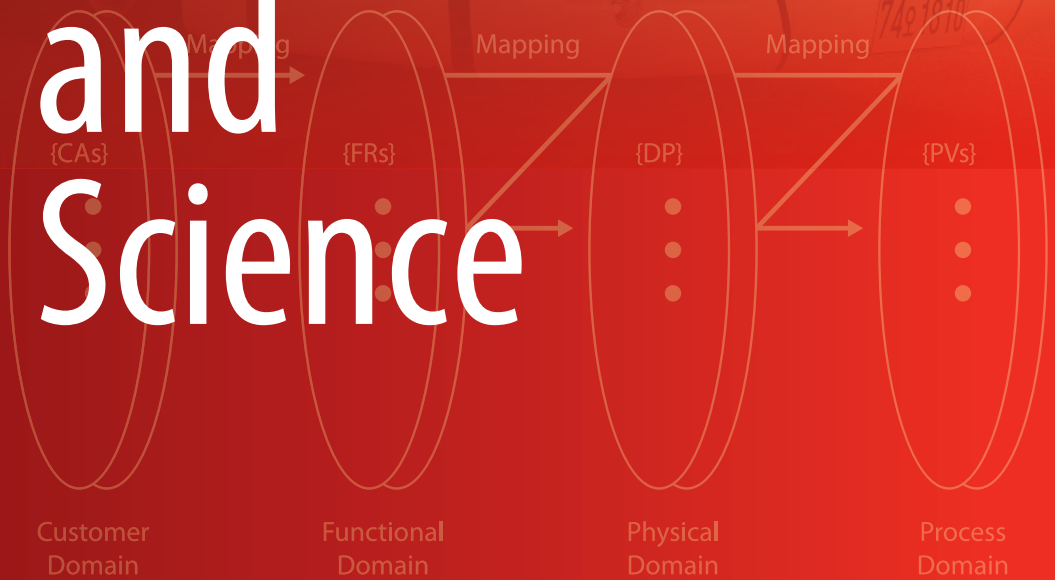 and
Science
Mapping
Mapping
Mapping
{CAs}
{FRs}
{DP}
{PVs}
Customer
Domain
Functional
Domain
Physical
Domain
Process
Domain